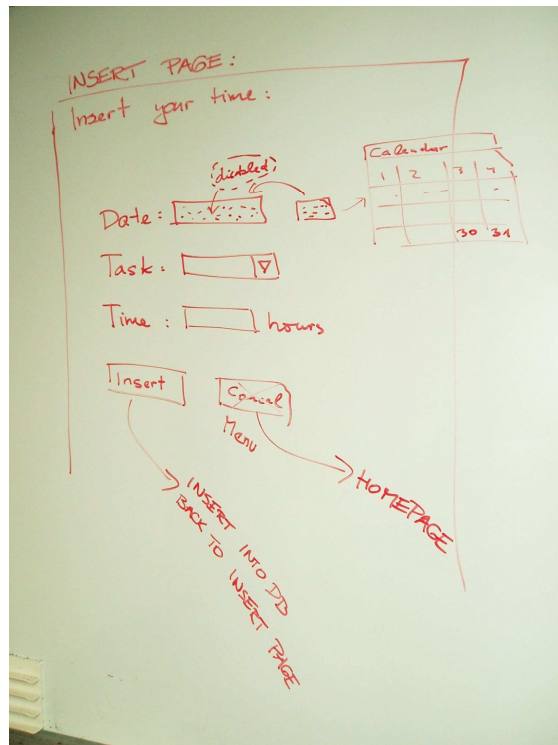 INSERT PAGE:
Insert your time:
Calendar
1 2 3 4
30 31
disabled
Date:
Task:
Time: hours
Insert
Cancel
Menu
HOMEPAGE
INSERT INTO DB
BACK TO INSERT PAGE